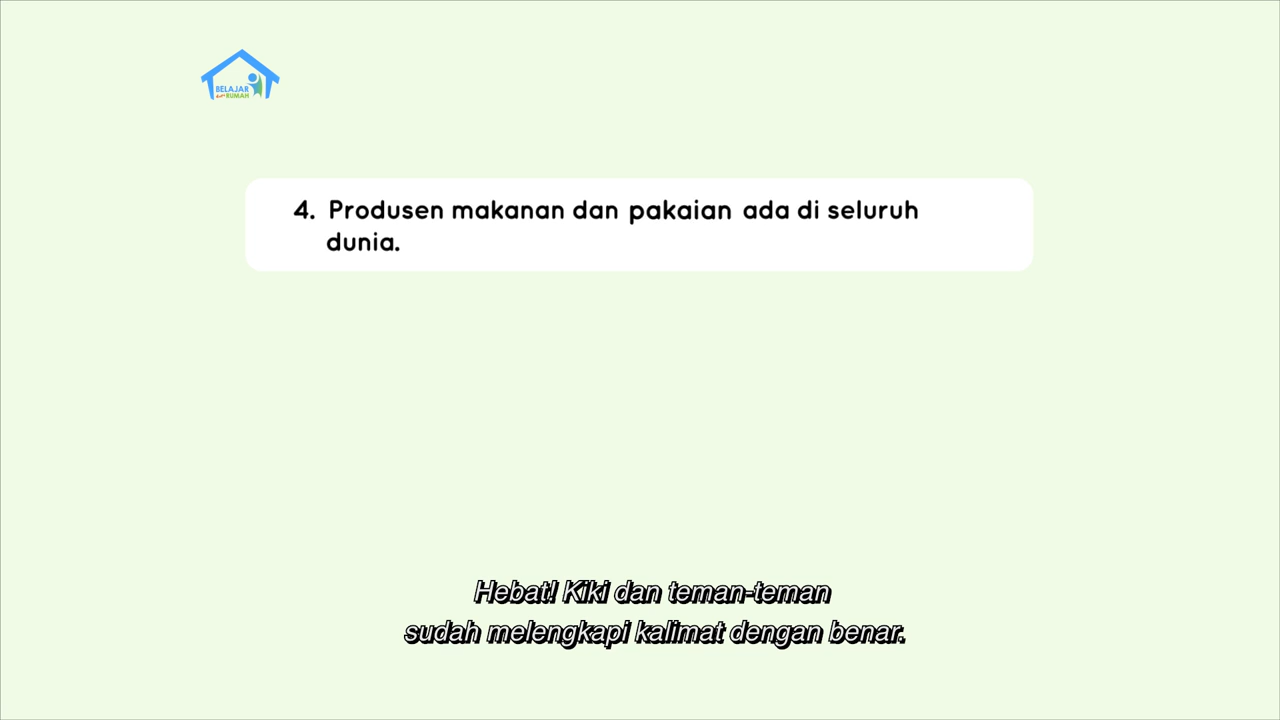 BELAJAR
dari RUMAH
4. Produsen makanan dan pakaian ada di seluruh
dunia.
Hebat! Kiki dan teman-teman
sudah melengkapi kalimat dengan benar.